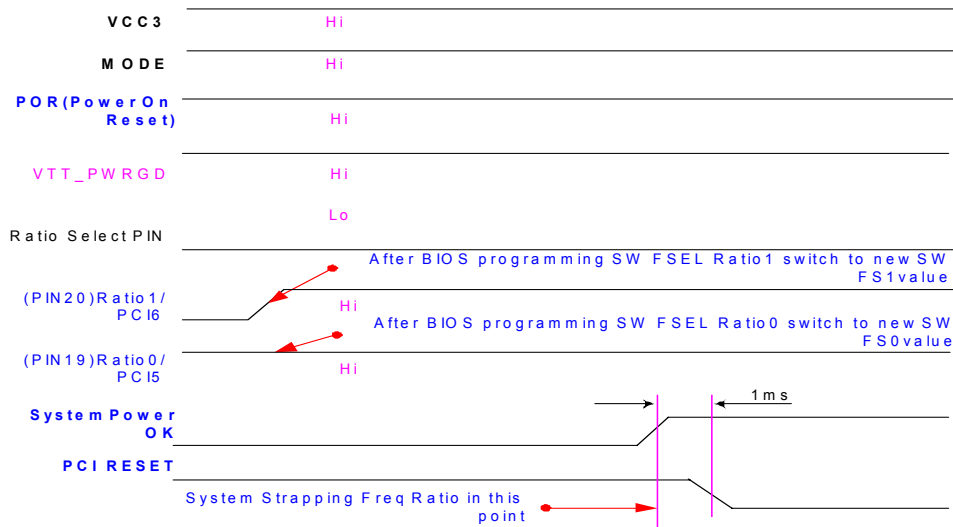 VCC3 Hi
MODE Hi
POR(PowerOn
Reset) Hi
VTT_PWRGD Hi
Lo
Ratio Select PIN
After BIOS programming SW FSEL Ratio1 switch to new SW
FS1value
(PIN20)Ratio1/
PCI6
Hi
After BIOS programming SW FSEL Ratio0 switch to new SW
FS0value
(PIN19)Ratio0/
PCI5
Hi
1ms
System Power
OK
PCI RESET
System Strapping Freq Ratio in this
point